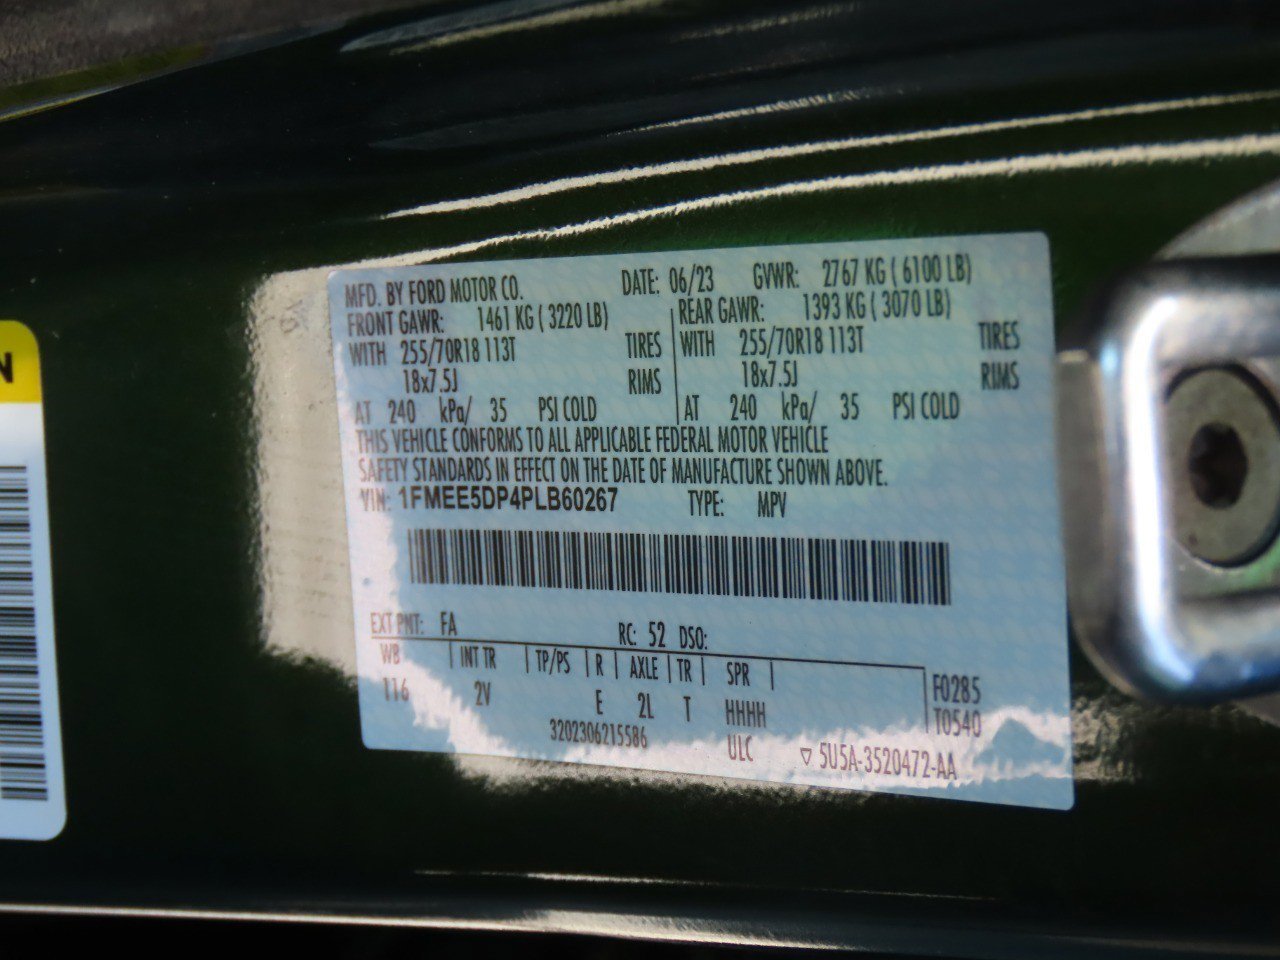 MFD. BY FORD MOTOR CO. DATE: 06/23 GVWR: 2767 KG ( 6100 LB)
FRONT GAWR: 1461 KG ( 3220 LB) REAR GAWR: 1393 KG ( 3070 LB)
WITH 255/70R18 113T TIRES WITH 255/70R18 113T TIRES
18x7.5J RIMS 18x7.5J RIMS
AT 240 kPa/ 35 PSI COLD AT 240 kPa/ 35 PSI COLD
THIS VEHICLE CONFORMS TO ALL APPLICABLE FEDERAL MOTOR VEHICLE
SAFETY STANDARDS IN EFFECT ON THE DATE OF MANUFACTURE SHOWN ABOVE.
VIN: 1FMEE5DP4PLB60267 TYPE: MPV
EXT PNT: FA RC: 52 DSO:
WB INT TR TP/PS R AXLE TR SPR
116 2V E 2L T HHHH
F0285
T0540
3202306215586 ULC ▽ 5U5A-3520472-AA
N